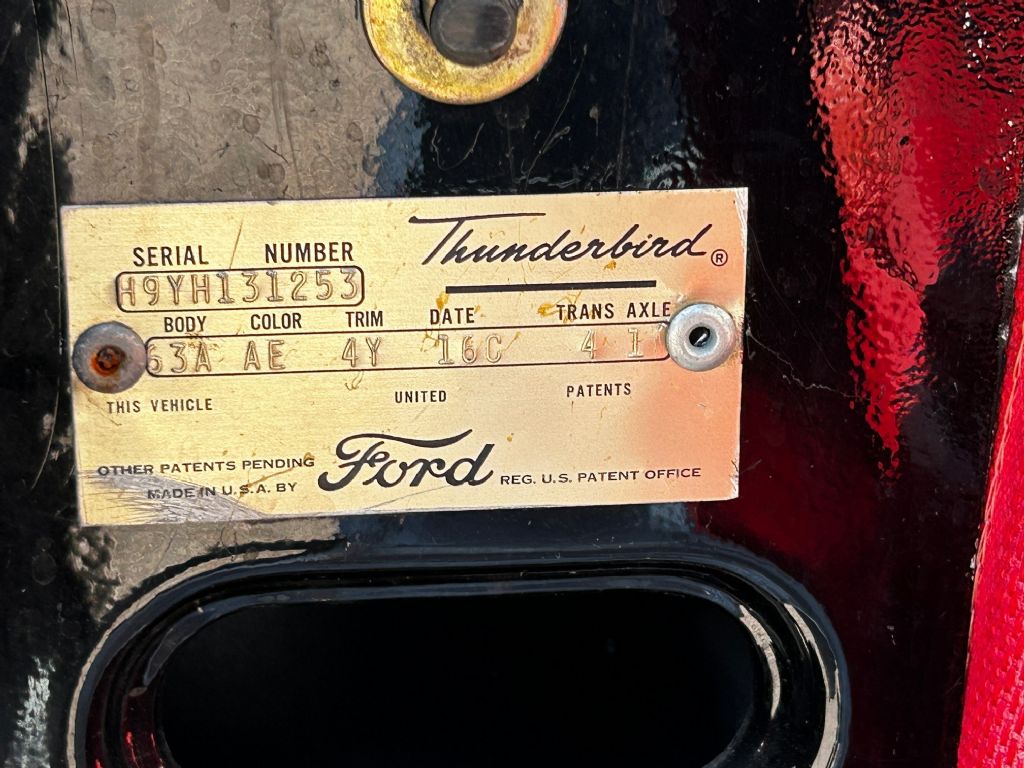 SERIAL NUMBER
Thunderbird®
H9YH131253
BODY COLOR TRIM DATE TRANS AXLE
63A AE 4Y 16C 4 1
THIS VEHICLE UNITED PATENTS
OTHER PATENTS PENDING
MADE IN U.S.A. BY Ford REG. U.S. PATENT OFFICE